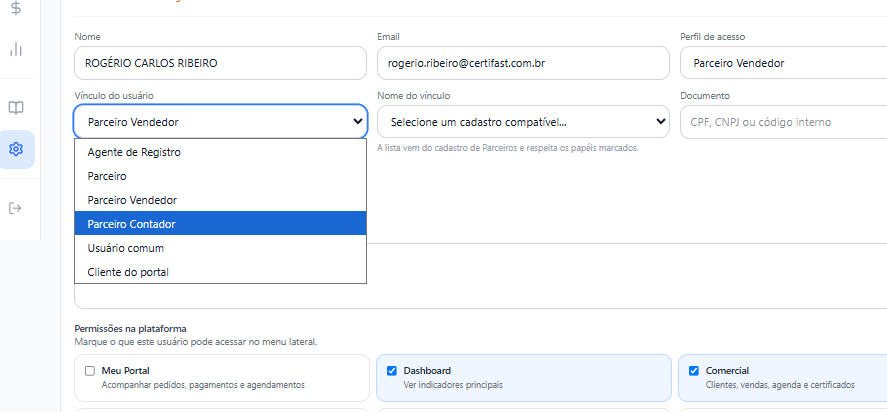 Nome
Email
Perfil de acesso
ROGÉRIO CARLOS RIBEIRO
rogerio.ribeiro@certifast.com.br
Parceiro Vendedor
Vínculo do usuário
Nome do vínculo
Documento
Parceiro Vendedor
Selecione um cadastro compatível...
CPF, CNPJ ou código interno
A lista vem do cadastro de Parceiros e respeita os papéis marcados.
Agente de Registro
Parceiro
Parceiro Vendedor
Parceiro Contador
Usuário comum
Cliente do portal
Permissões na plataforma
Marque o que este usuário pode acessar no menu lateral.
Meu Portal
Acompanhar pedidos, pagamentos e agendamentos
Dashboard
Ver indicadores principais
Comercial
Clientes, vendas, agenda e certificados